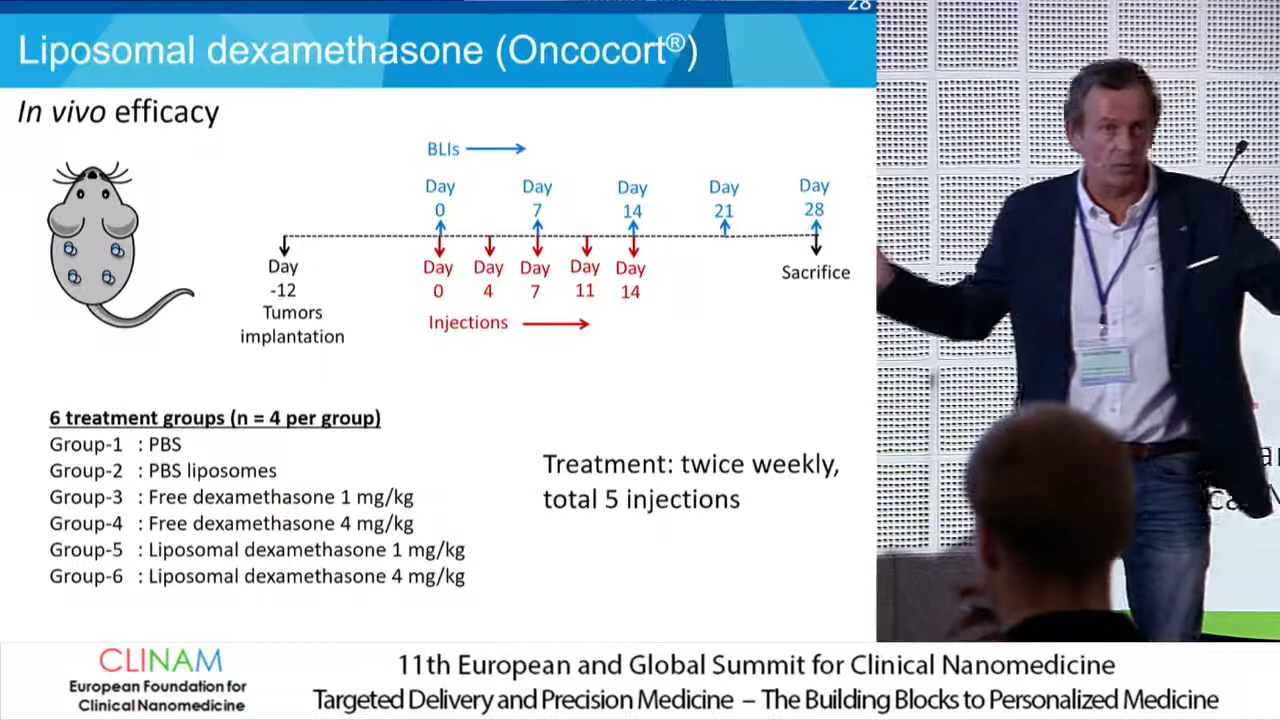 28
Liposomal dexamethasone (Oncocort®)
In vivo efficacy
BLIs
Day Day Day Day Day
0 7 14 21 28
Day Day Day Day Day Day Sacrifice
-12 0 4 7 11 14
Tumors
implantation
Injections
6 treatment groups (n = 4 per group)
Group-1 : PBS
Group-2 : PBS liposomes
Group-3 : Free dexamethasone 1 mg/kg
Group-4 : Free dexamethasone 4 mg/kg
Group-5 : Liposomal dexamethasone 1 mg/kg
Group-6 : Liposomal dexamethasone 4 mg/kg
Treatment: twice weekly,
total 5 injections
CLINAM
European Foundation for
Clinical Nanomedicine
11th European and Global Summit for Clinical Nanomedicine
Targeted Delivery and Precision Medicine – The Building Blocks to Personalized Medicine